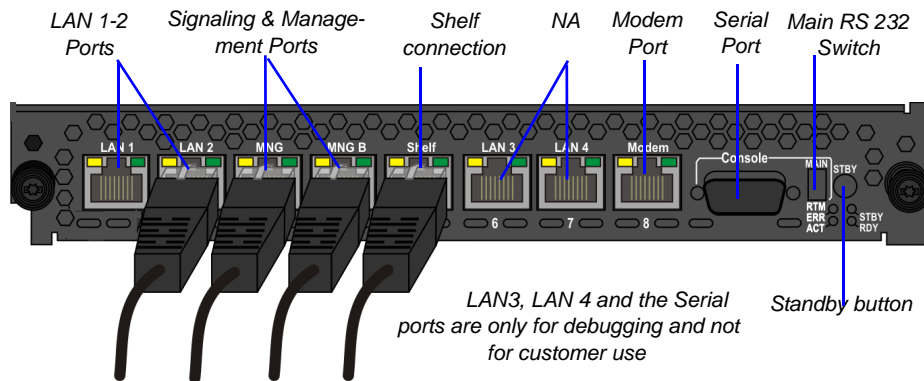 LAN 1-2
Ports
Signaling & Manage-
ment Ports
Shelf
connection
NA
Modem
Port
Serial
Port
Main RS 232
Switch
LAN 1
LAN 2
MNG
MNG B
Shelf
LAN 3
LAN 4
Modem
Console
MAIN
STBY
6
7
8
RTM
ERR
ACT
STBY
RDY
LAN3, LAN 4 and the Serial
ports are only for debugging and not
for customer use
Standby button